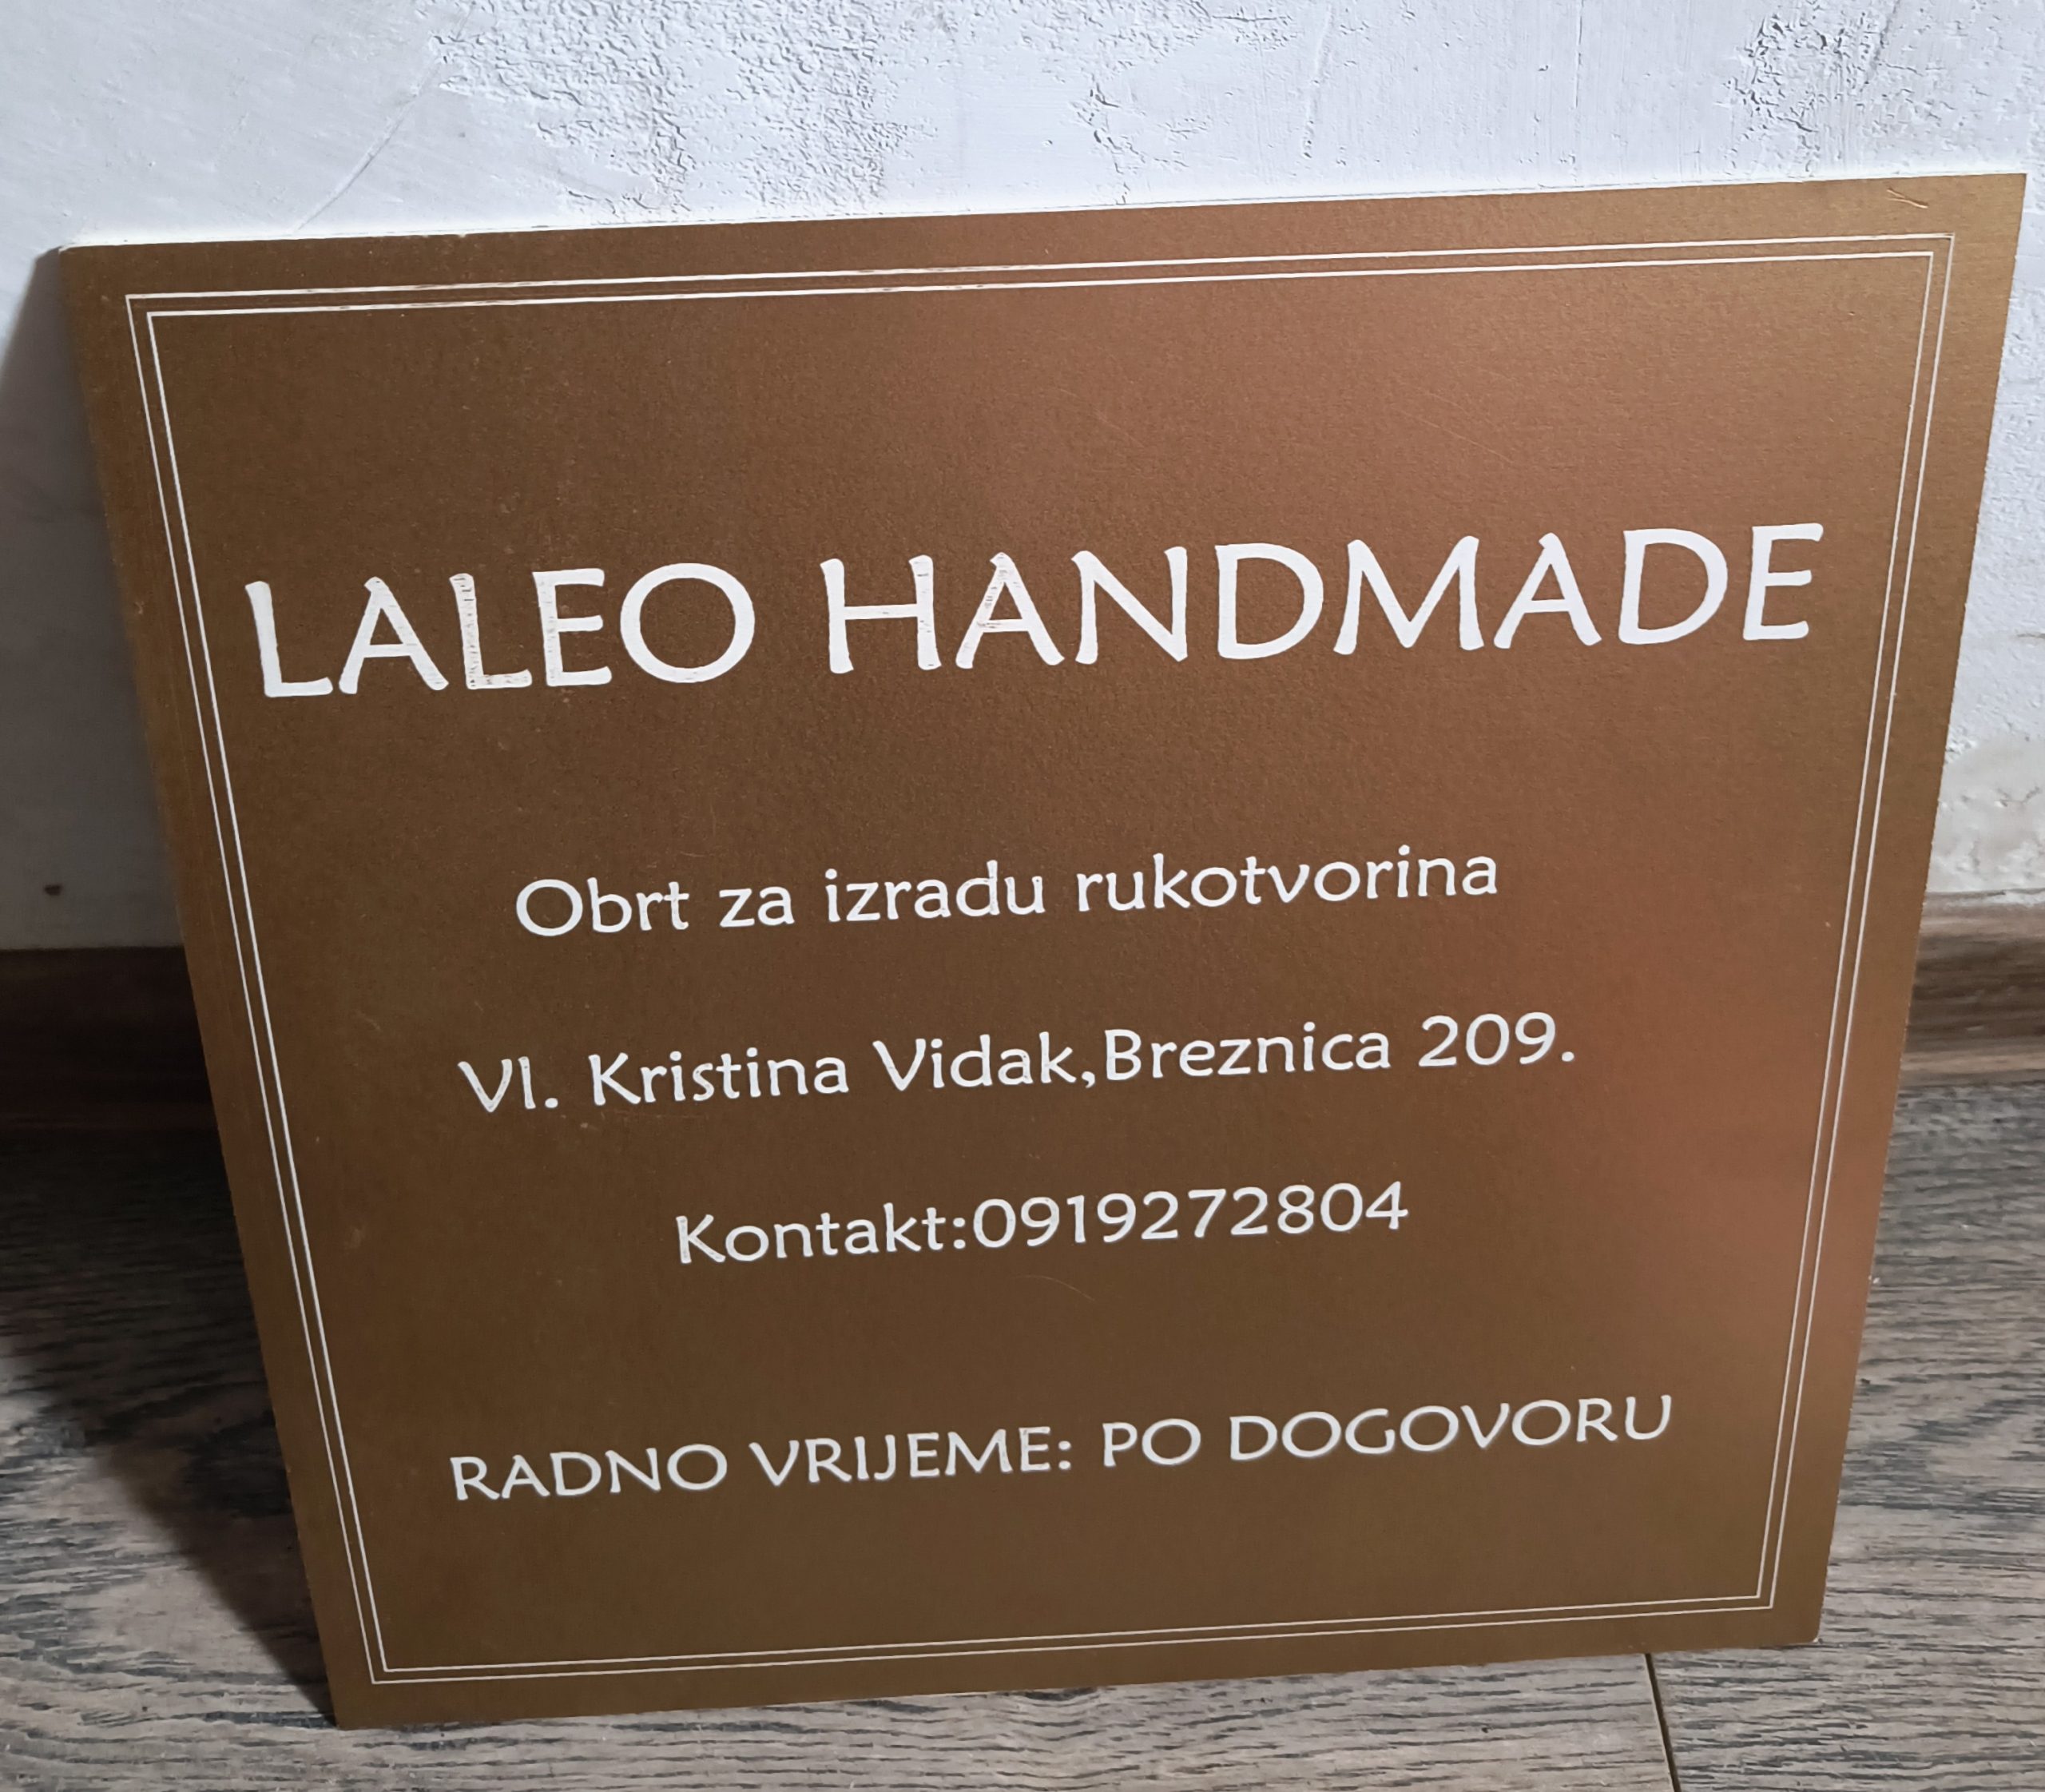 LALEO HANDMADE
Obrt za izradu rukotvorina
Vl. Kristina Vidak,Breznica 209.
Kontakt:0919272804
RADNO VRIJEME: PO DOGOVORU